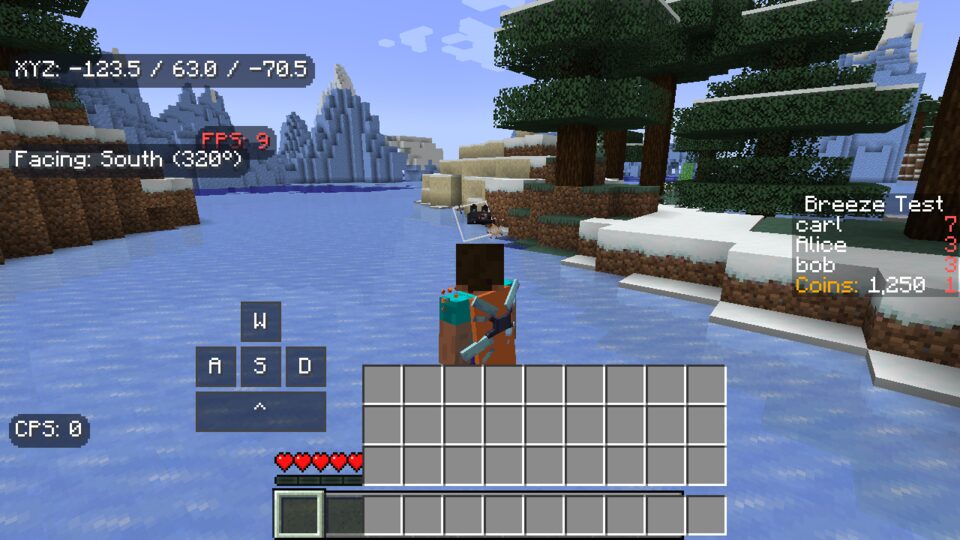 XYZ: -123.5 / 63.0 / -70.5
FPS: 9
Facing: South (320°)
Breeze Test
carl 7
Alice 3
bob 3
Coins: 1,250 1
W
A S D
^
CPS: 0